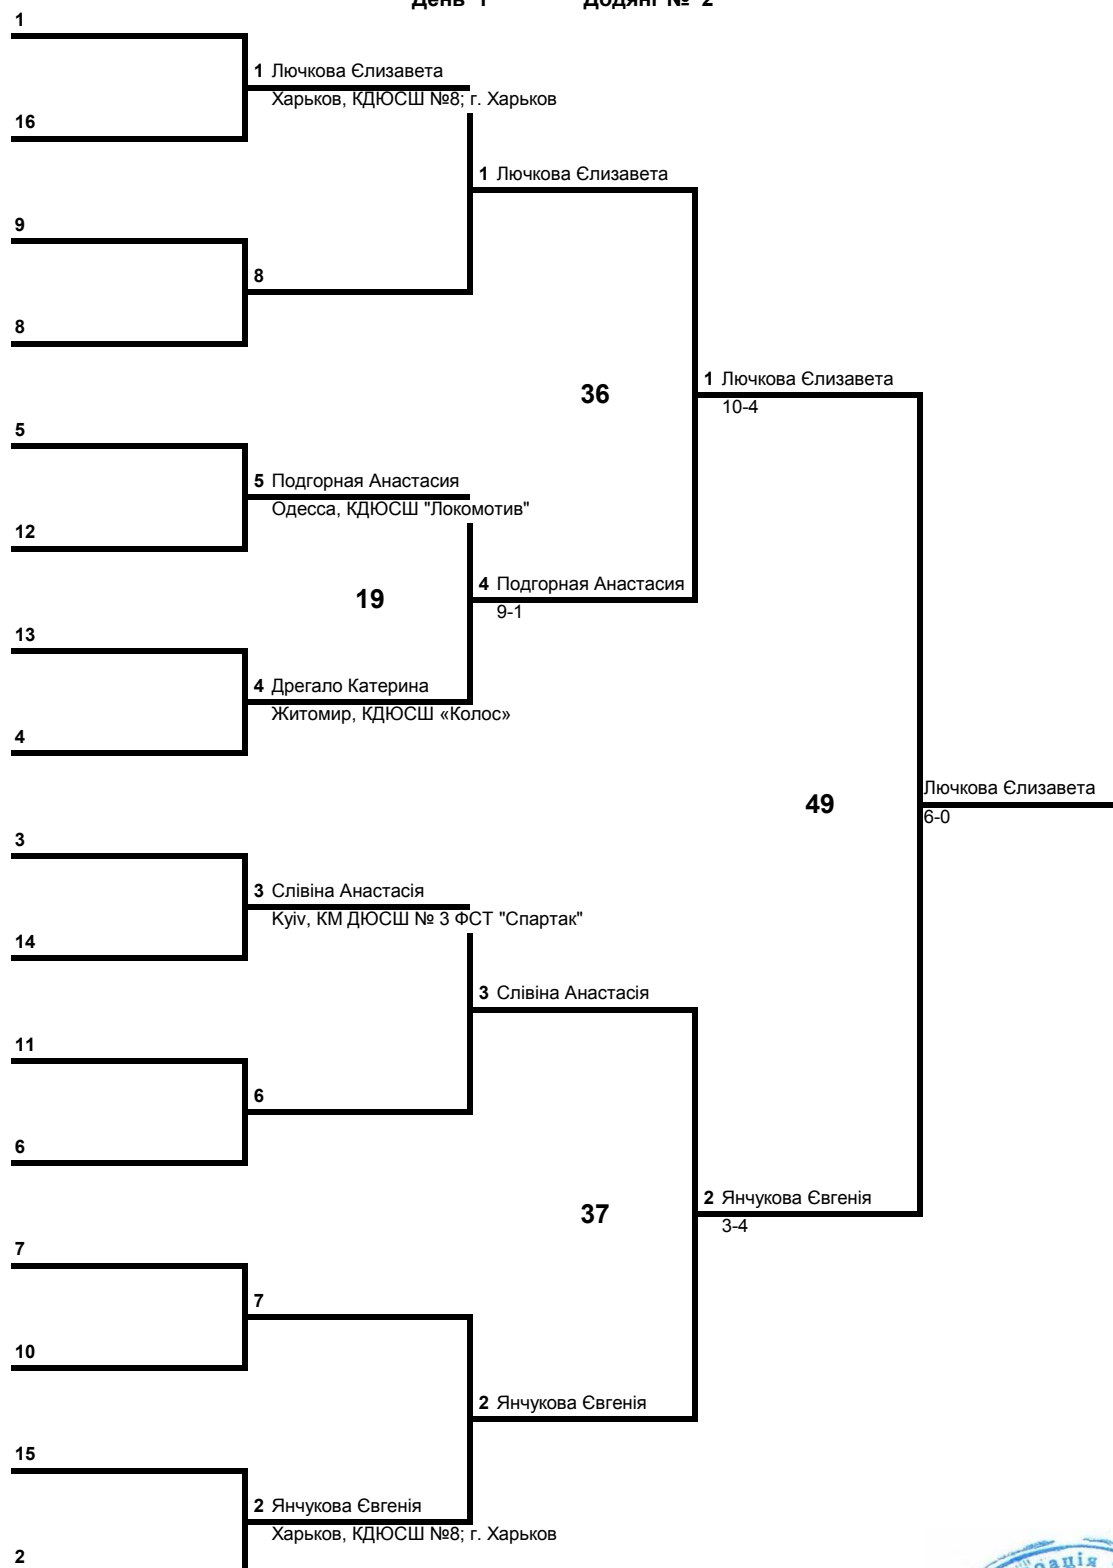 День 1 Додянг № 2
1
1 Лючкова Єлизавета
Харьков, КДЮСШ №8; г. Харьков
16
1 Лючкова Єлизавета
9
8
8
1 Лючкова Єлизавета
10-4
36
5
5 Подгорная Анастасия
Одесса, КДЮСШ "Локомотив"
12
4 Подгорная Анастасия
9-1
19
13
4 Дрегало Катерина
Житомир, КДЮСШ «Колос»
4
Лючкова Єлизавета
6-0
49
3
3 Слівіна Анастасія
Kyiv, КМ ДЮСШ № 3 ФСТ "Спартак"
14
3 Слівіна Анастасія
11
6
6
2 Янчукова Євгенія
3-4
37
7
7
10
2 Янчукова Євгенія
15
2 Янчукова Євгенія
Харьков, КДЮСШ №8; г. Харьков
2